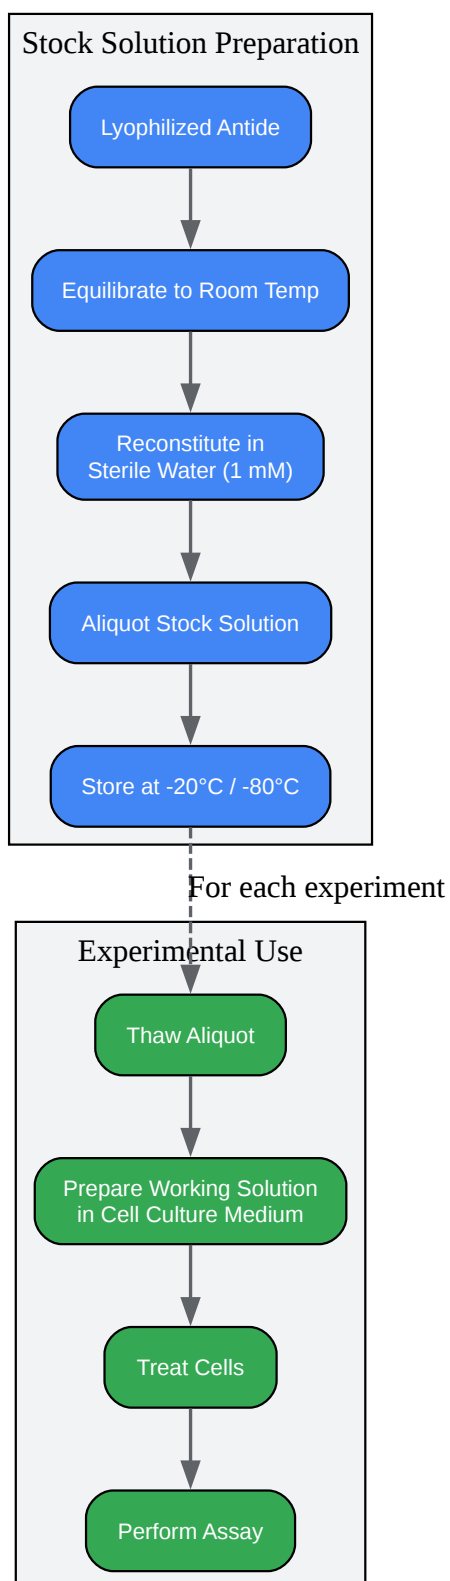 Stock Solution Preparation
Lyophilized Antide
Equilibrate to Room Temp
Reconstitute in
Sterile Water (1 mM)
Aliquot Stock Solution
Store at -20°C / -80°C
For each experiment
Experimental Use
Thaw Aliquot
Prepare Working Solution
in Cell Culture Medium
Treat Cells
Perform Assay